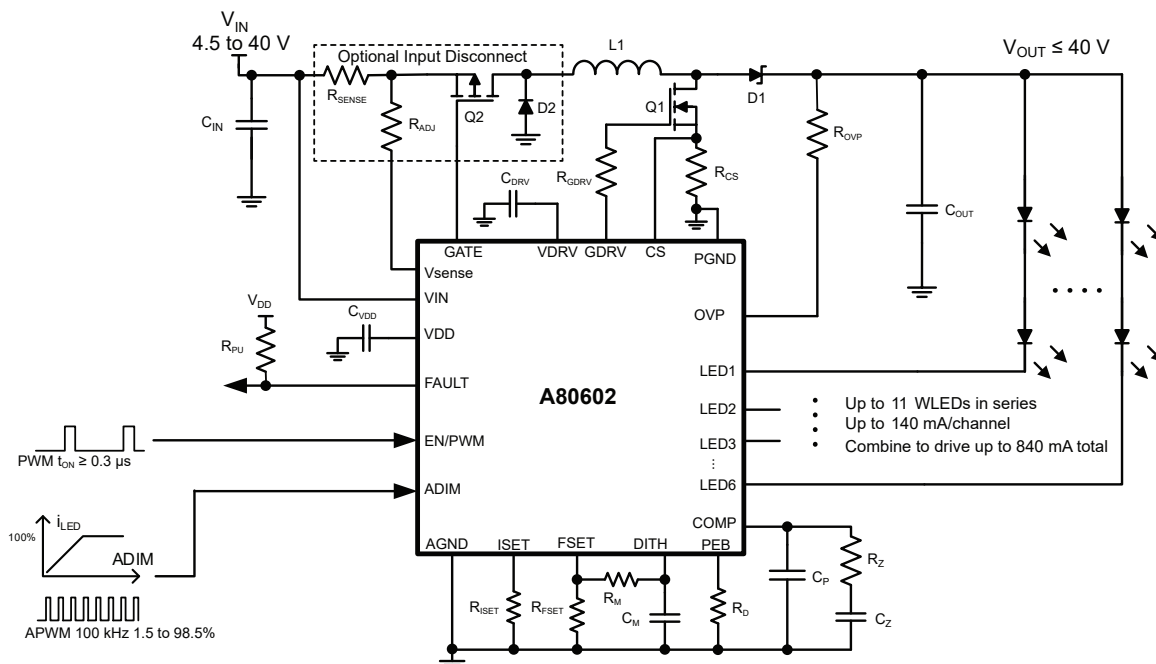 V_IN
4.5 to 40 V
Optional Input Disconnect
L1
V_OUT ≤ 40 V
R_SENSE
Q2
D2
Q1
D1
C_IN
R_ADJ
R_OVP
C_DRV
R_GDRV
R_CS
C_OUT
GATE
VDRV
GDRV
CS
PGND
Vsense
VIN
V_DD
C_VDD
VDD
OVP
R_PU
FAULT
LED1
A80602
LED2
Up to 11 WLEDs in series
Up to 140 mA/channel
LED3
Combine to drive up to 840 mA total
EN/PWM
PWM t_ON ≥ 0.3 µs
ADIM
LED6
i_LED
COMP
100%
ADIM
AGND
ISET
FSET
DITH
PEB
R_Z
C_P
R_M
R_ISET
R_FSET
C_M
R_D
C_Z
APWM 100 kHz 1.5 to 98.5%